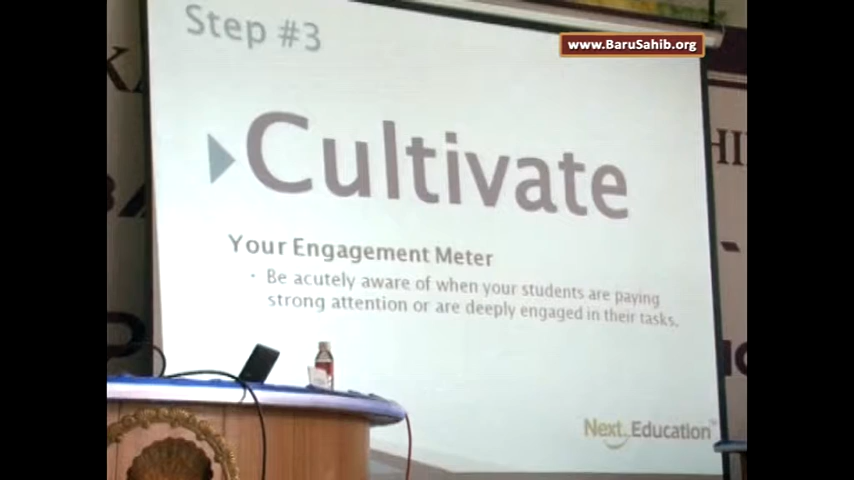 Step #3
www.BaruSahib.org
Cultivate
Your Engagement Meter
• Be acutely aware of when your students are paying
strong attention or are deeply engaged in their tasks.
Next Education